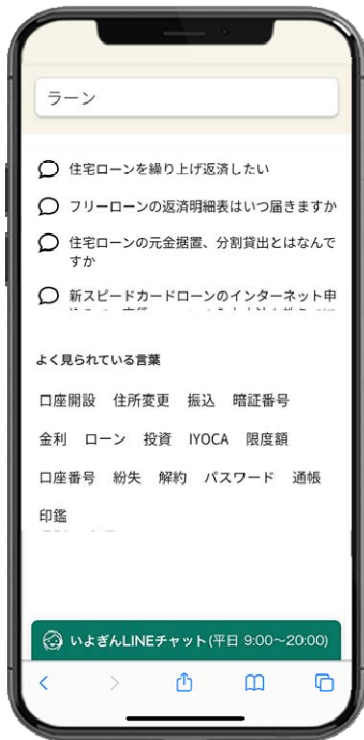 ラーン
住宅ローンを繰り上げ返済したい
フリーローンの返済明細表はいつ届きますか
住宅ローンの元金据置、分割貸出とはなんで
すか
新スピードカードローンのインターネット申
よく見られている言葉
口座開設 住所変更 振込 暗証番号
金利 ローン 投資 IYOCA 限度額
口座番号 紛失 解約 パスワード 通帳
印鑑
いよぎんLINEチャット(平日 9:00～20:00)